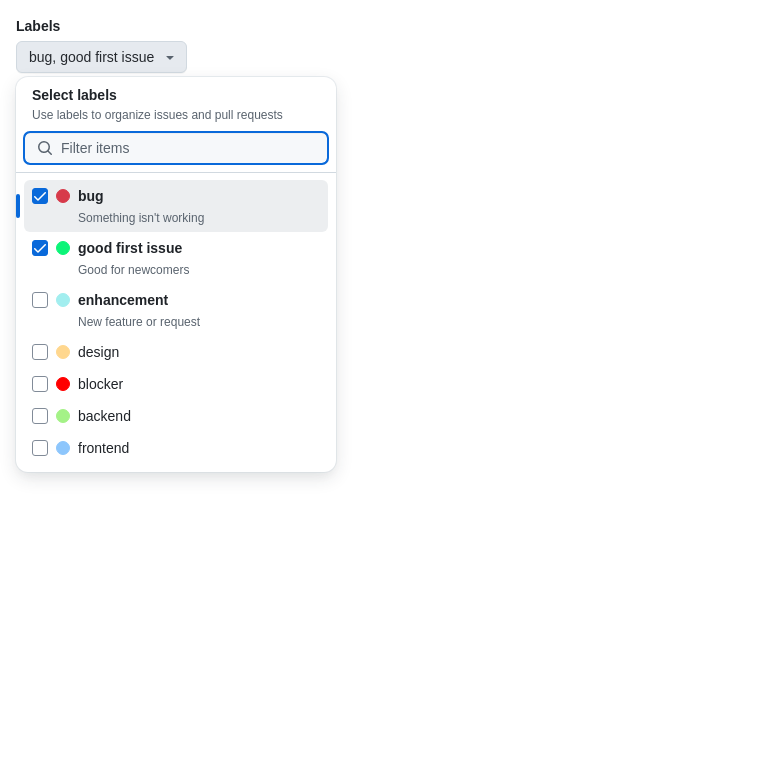 Labels
bug, good first issue
Select labels
Use labels to organize issues and pull requests
Filter items
bug
Something isn't working
good first issue
Good for newcomers
enhancement
New feature or request
design
blocker
backend
frontend